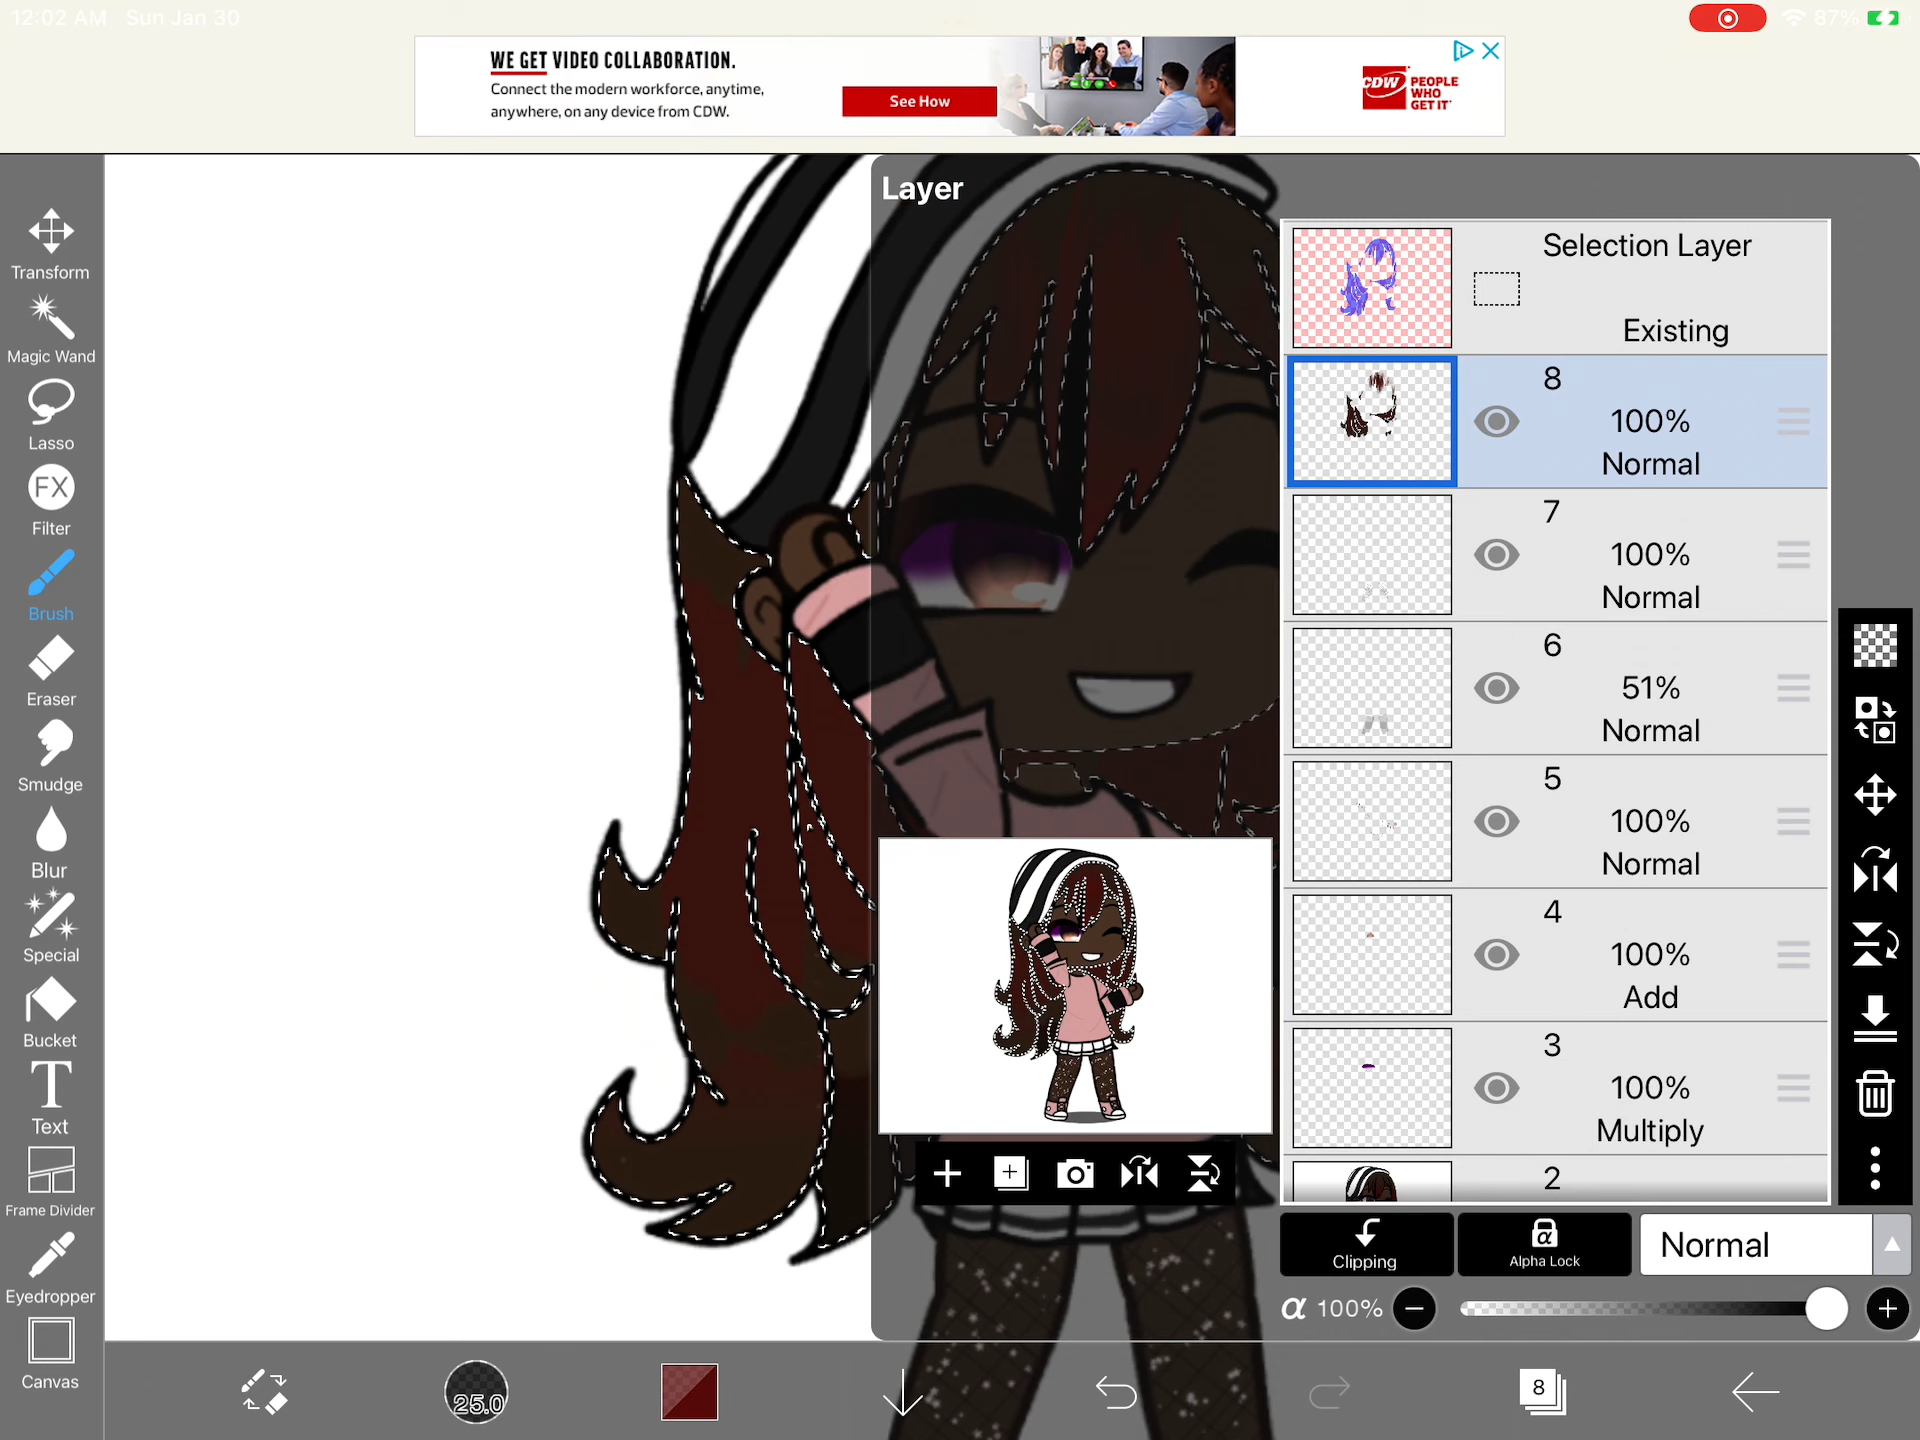 12:02 AM Sun Jan 30
87%
WE GET VIDEO COLLABORATION.
Connect the modern workforce, anytime,
anywhere, on any device from CDW.
See How
CDW
PEOPLE
WHO
GET IT
Transform
Magic Wand
Lasso
FX
Filter
Brush
Eraser
Smudge
Blur
Special
Bucket
T
Text
Frame Divider
Eyedropper
Canvas
Layer
Selection Layer
Existing
8
100%
Normal
7
100%
Normal
6
51%
Normal
5
100%
Normal
4
100%
Add
3
100%
Multiply
2
Clipping
α
Alpha Lock
Normal
α 100%
25.0
8